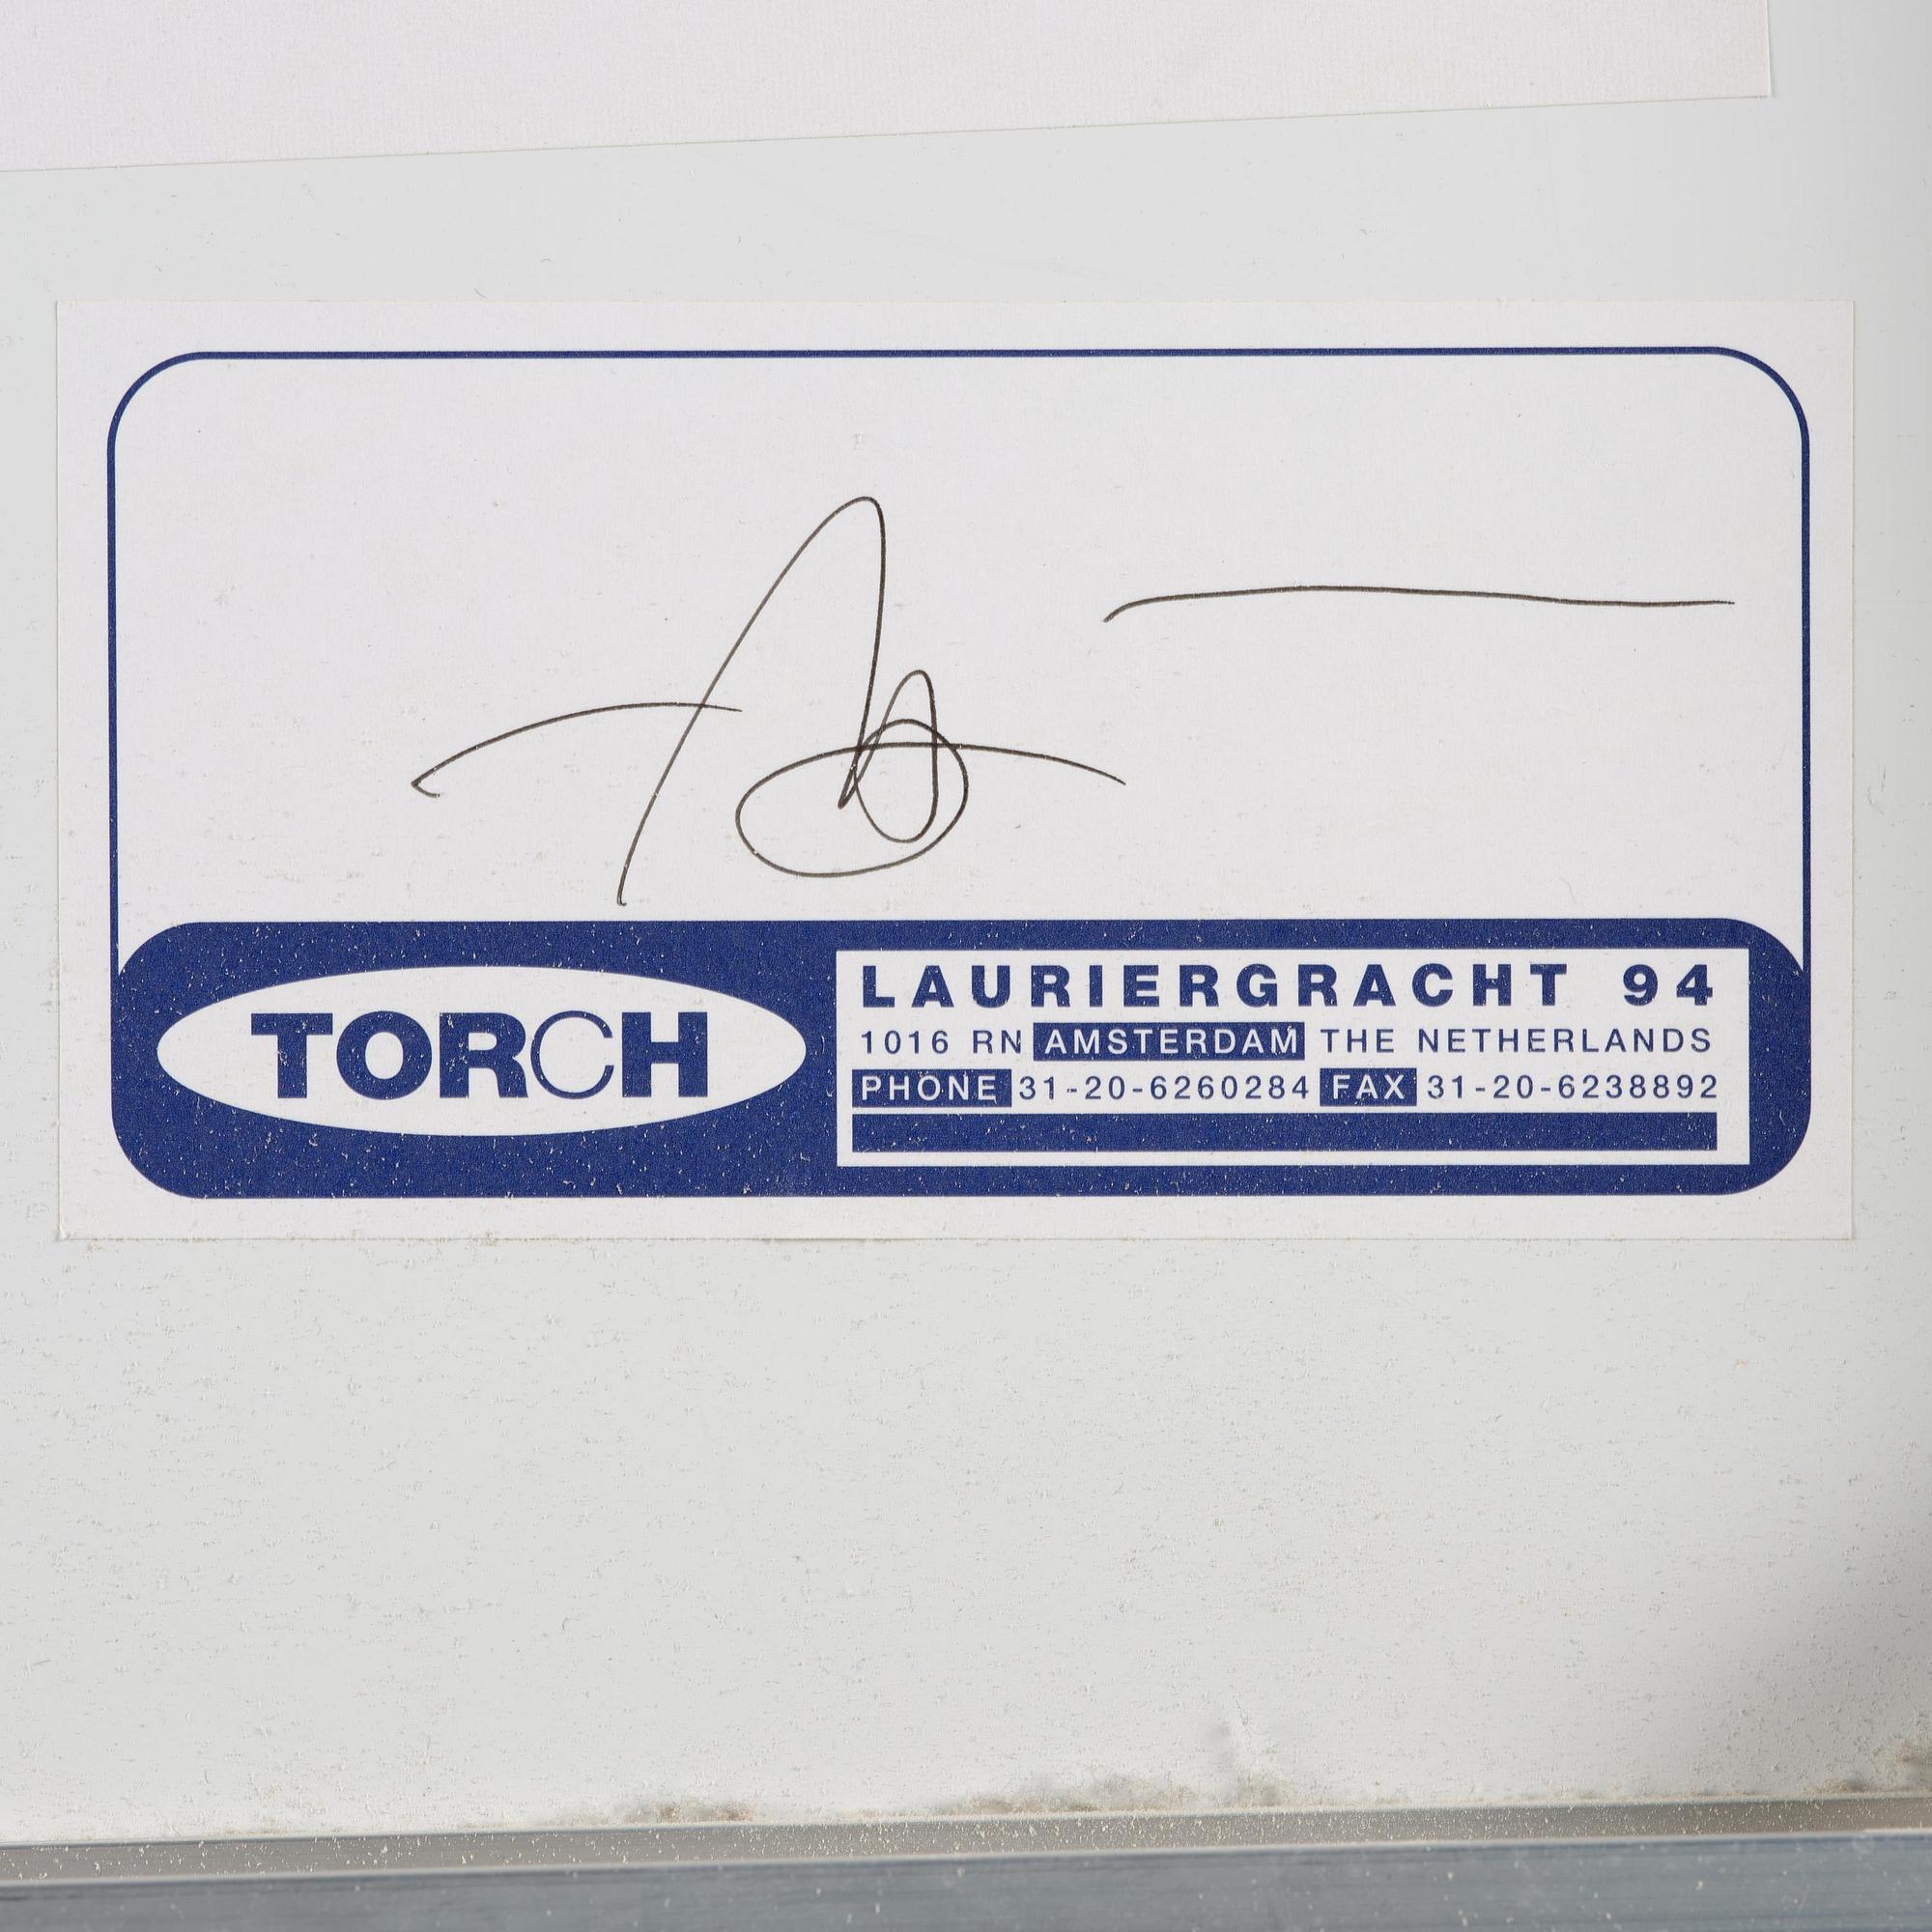 TORCH
LAURIERGRACHT 94
1016 RN AMSTERDAM THE NETHERLANDS
PHONE 31-20-6260284 FAX 31-20-6238892